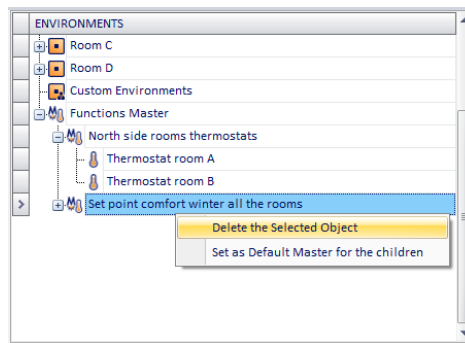 ENVIRONMENTS
Room C
Room D
Custom Environments
Functions Master
North side rooms thermostats
Thermostat room A
Thermostat room B
Set point comfort winter all the rooms
Delete the Selected Object
Set as Default Master for the children